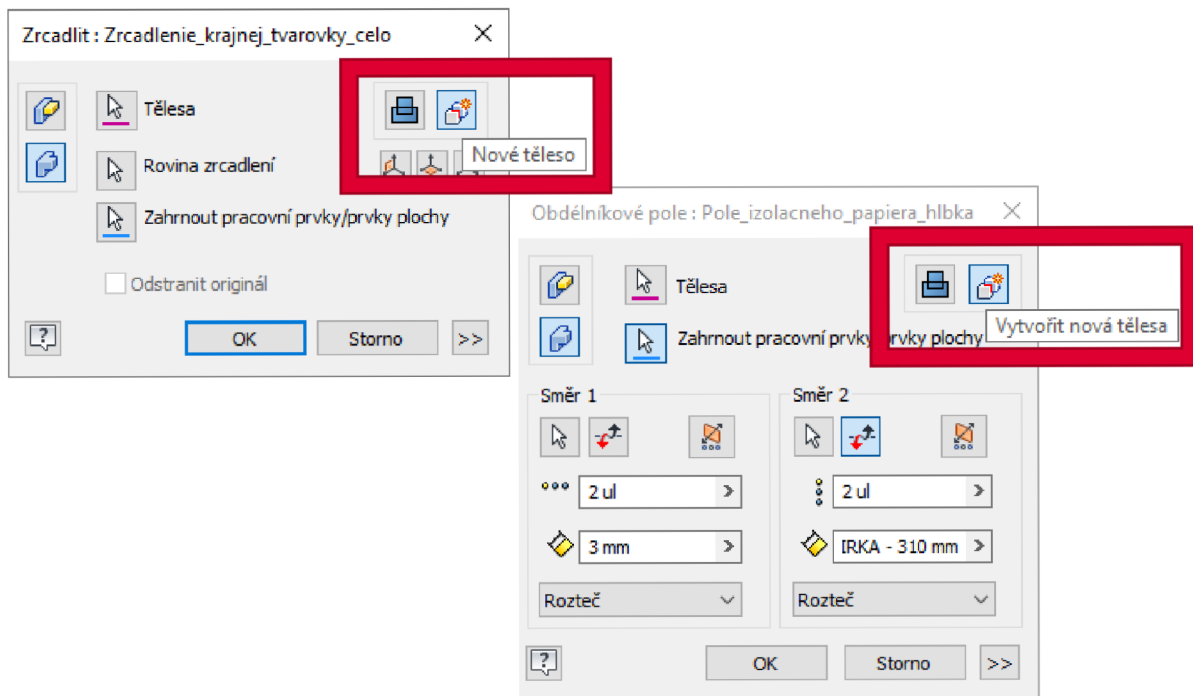 Zrcadlit : Zrcadlenie_krajnej_tvarovky_celo
Tělesa
Nové těleso
Rovina zrcadlení
Zahrnout pracovní prvky/prvky plochy
Odstranit originál
?
OK
Storno
>>
Obdélníkové pole : Pole_izolacneho_papiera_hlbka
Tělesa
Vytvořit nová tělesa
Zahrnout pracovní prvky/prvky plochy
Směr 1
Směr 2
2 ul
2 ul
3 mm
IRKA - 310 mm
Rozteč
Rozteč
?
OK
Storno
>>